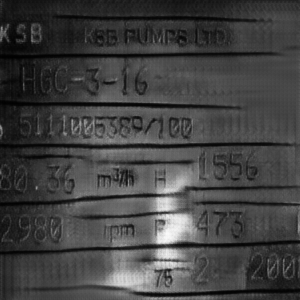 KSB KSB PUMPS LTD.
HGC-3-16
5111005389/100
80.36 m³/h H 1556
2980 rpm P 473
75 2 200